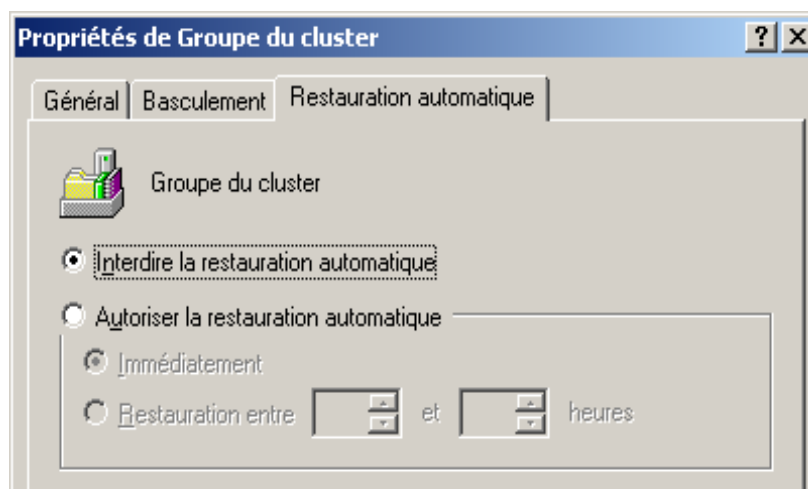 Propriétés de Groupe du cluster
Général Basculement Restauration automatique
Groupe du cluster
Interdire la restauration automatique
Autoriser la restauration automatique
Immédiatement
Restauration entre et heures